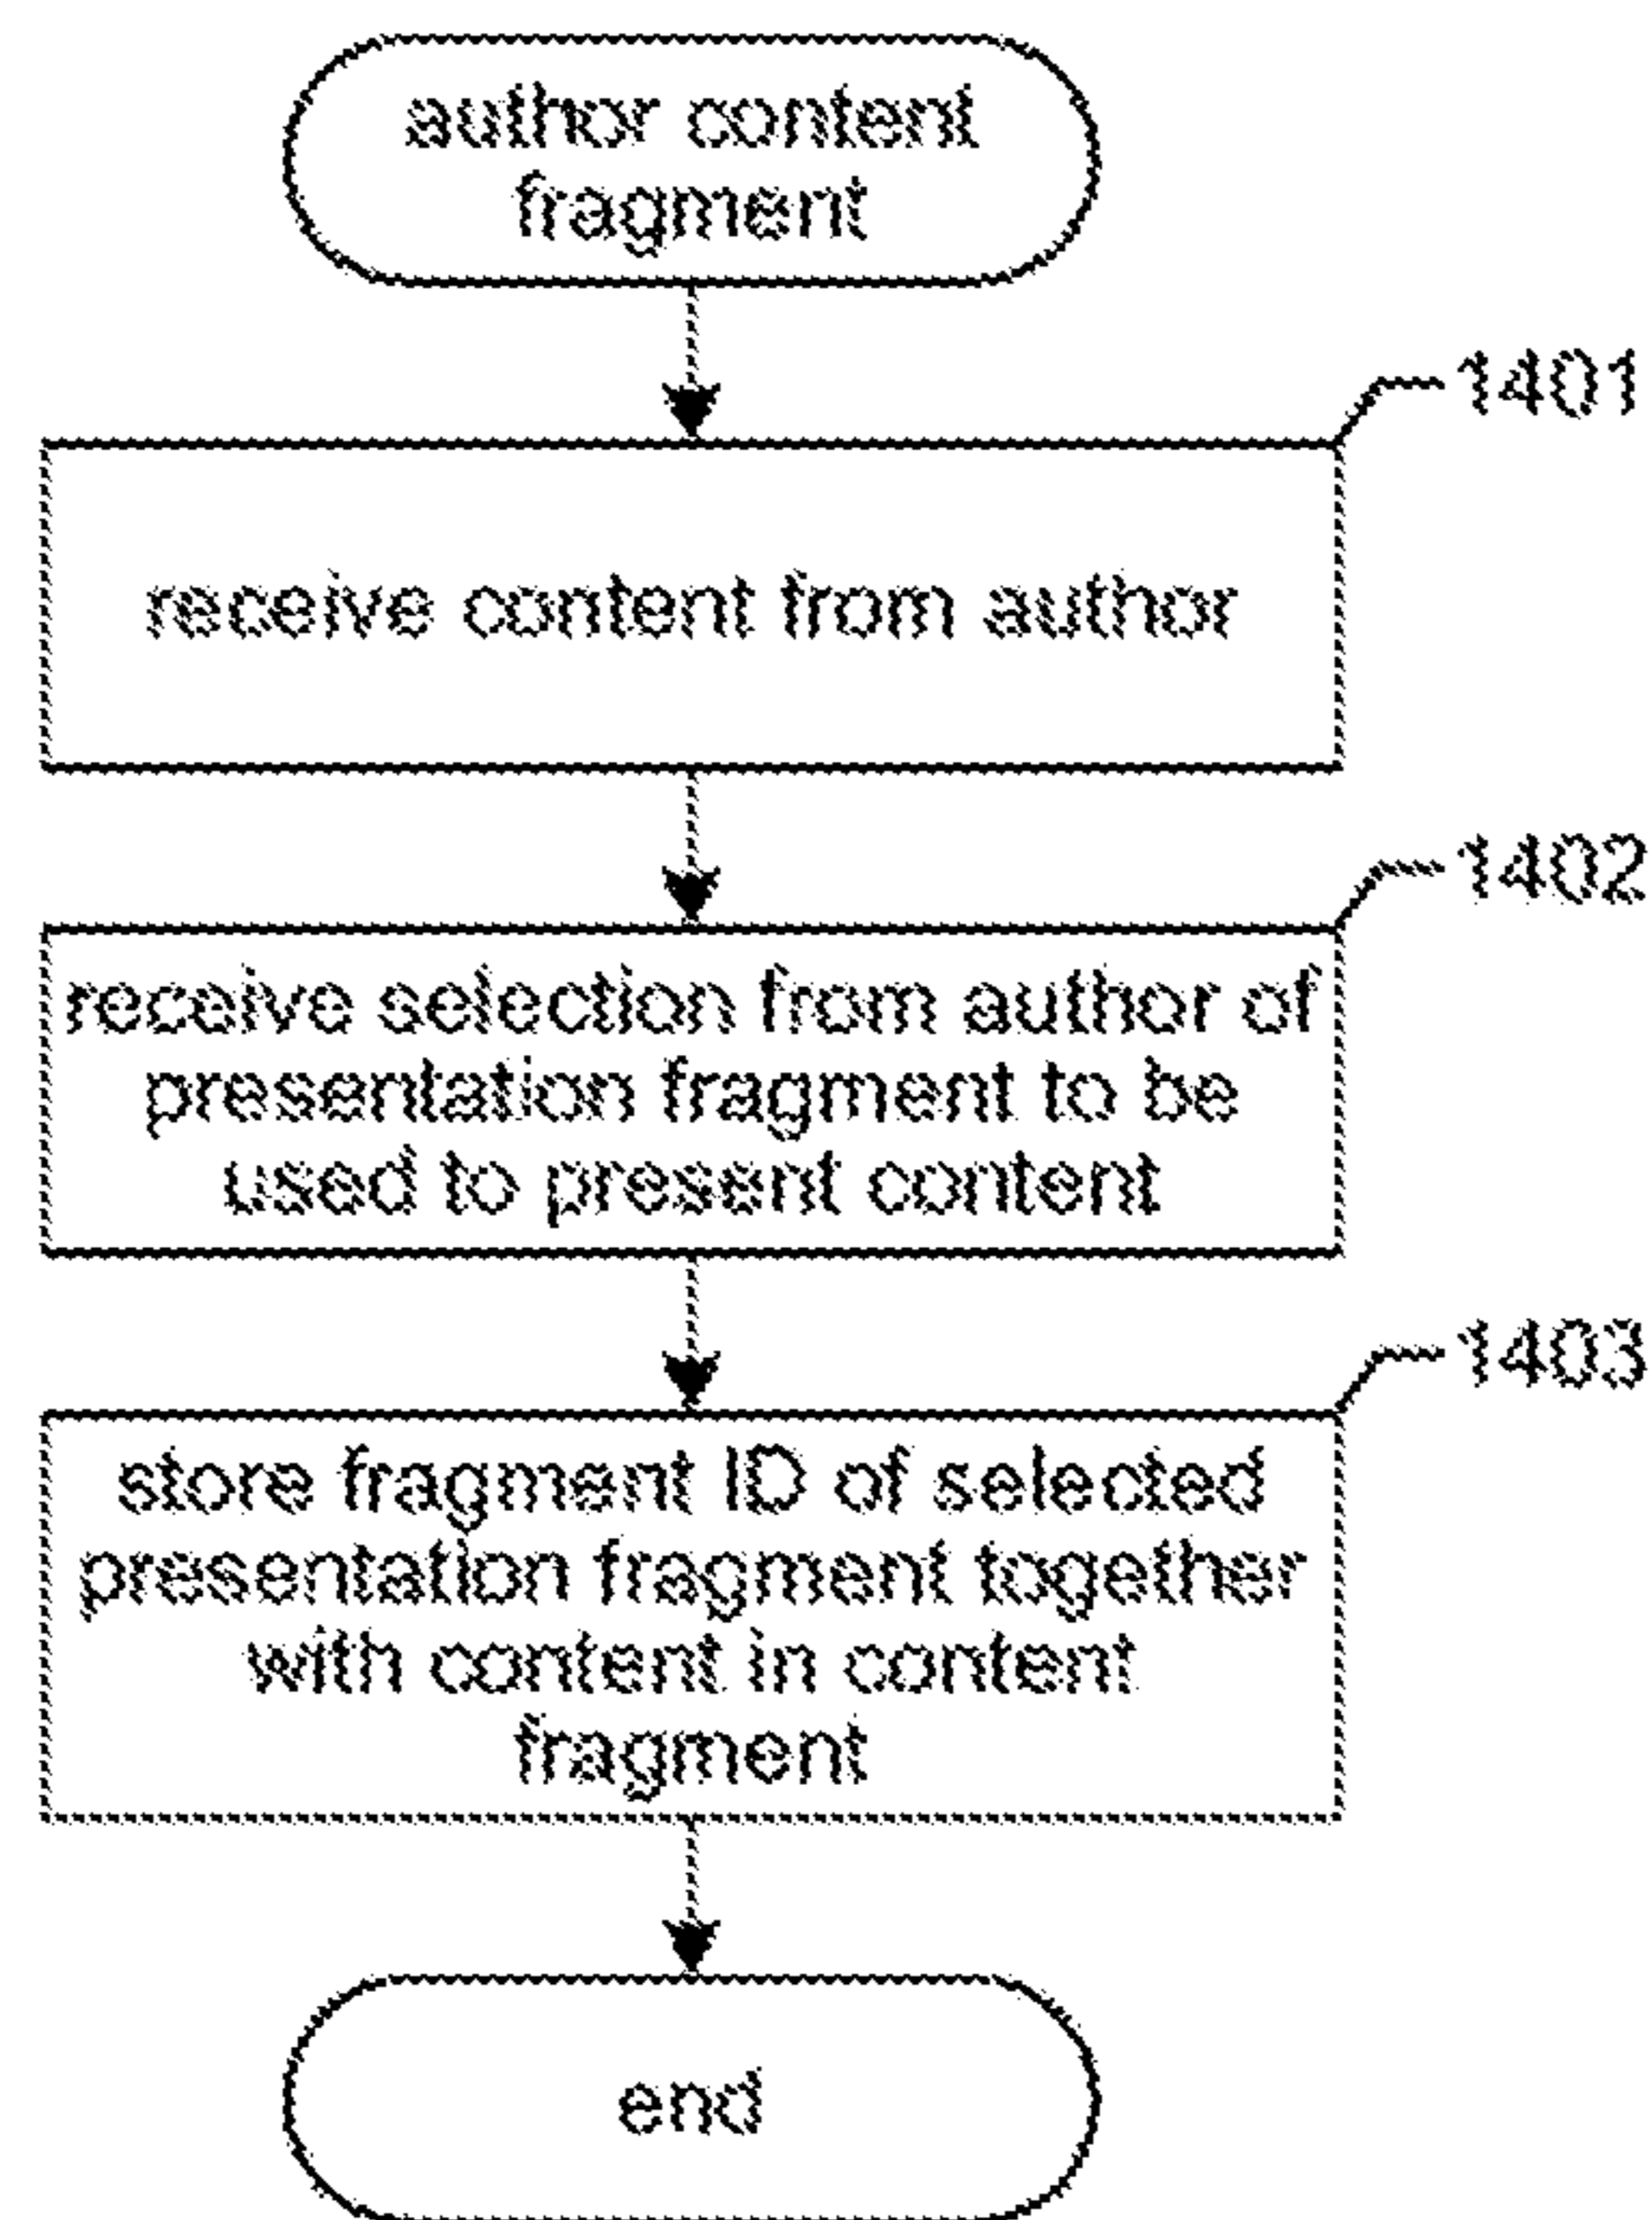 author content
fragment
1401
receive content from author
1402
receive selection from author of
presentation fragment to be
used to present content
1403
store fragment ID of selected
presentation fragment together
with content in content
fragment
end